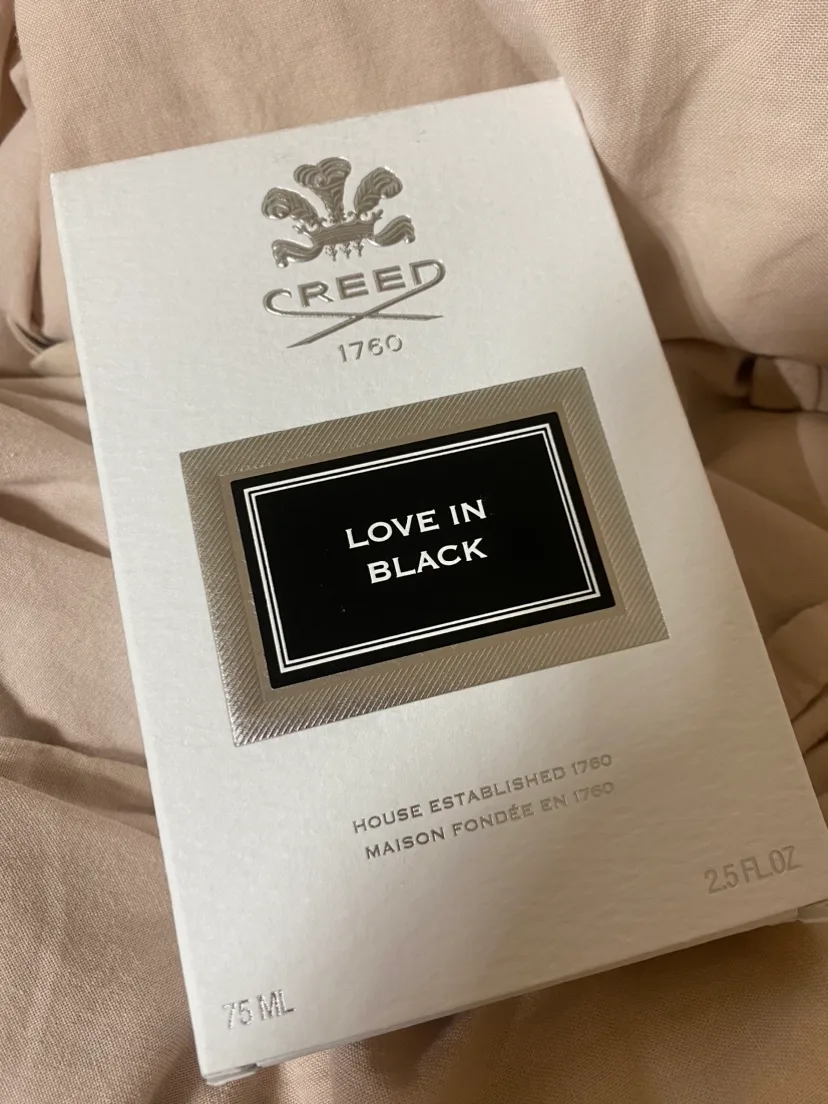 CREED
1760
LOVE IN
BLACK
HOUSE ESTABLISHED 1760
MAISON FONDÉE EN 1760
2.5 FL.OZ
75 ML